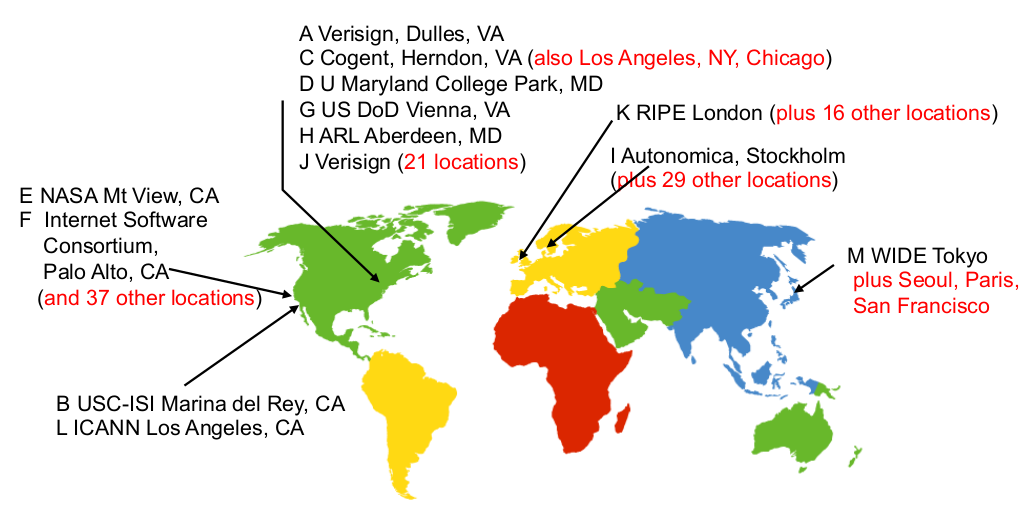 A Verisign, Dulles, VA
C Cogent, Herndon, VA (also Los Angeles, NY, Chicago)
D U Maryland College Park, MD
G US DoD Vienna, VA
H ARL Aberdeen, MD
J Verisign (21 locations)
K RIPE London (plus 16 other locations)
I Autonomica, Stockholm
(plus 29 other locations)
E NASA Mt View, CA
F Internet Software
Consortium,
Palo Alto, CA
(and 37 other locations)
M WIDE Tokyo
plus Seoul, Paris,
San Francisco
B USC-ISI Marina del Rey, CA
L ICANN Los Angeles, CA